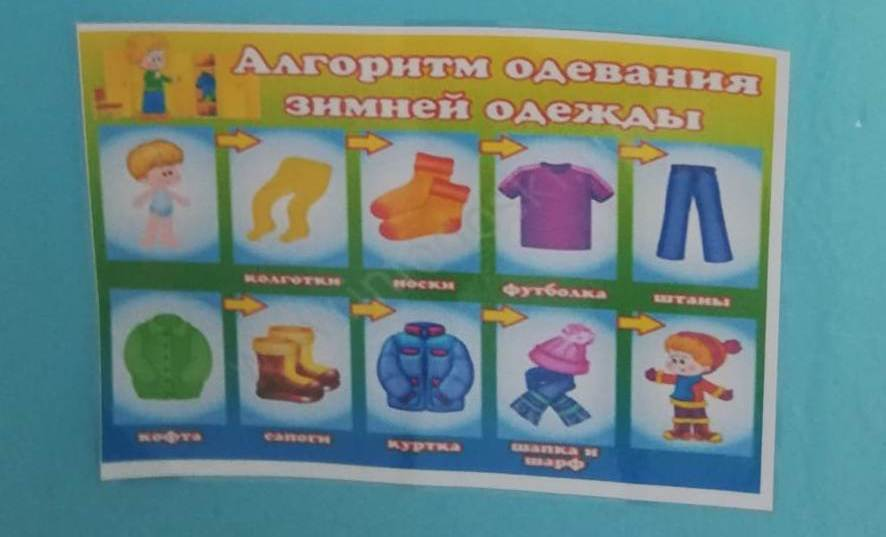 Алгоритм одевания
зимней одежды
колготки
носки
футболка
штаны
кофта
сапоги
куртка
шапка и
шарф